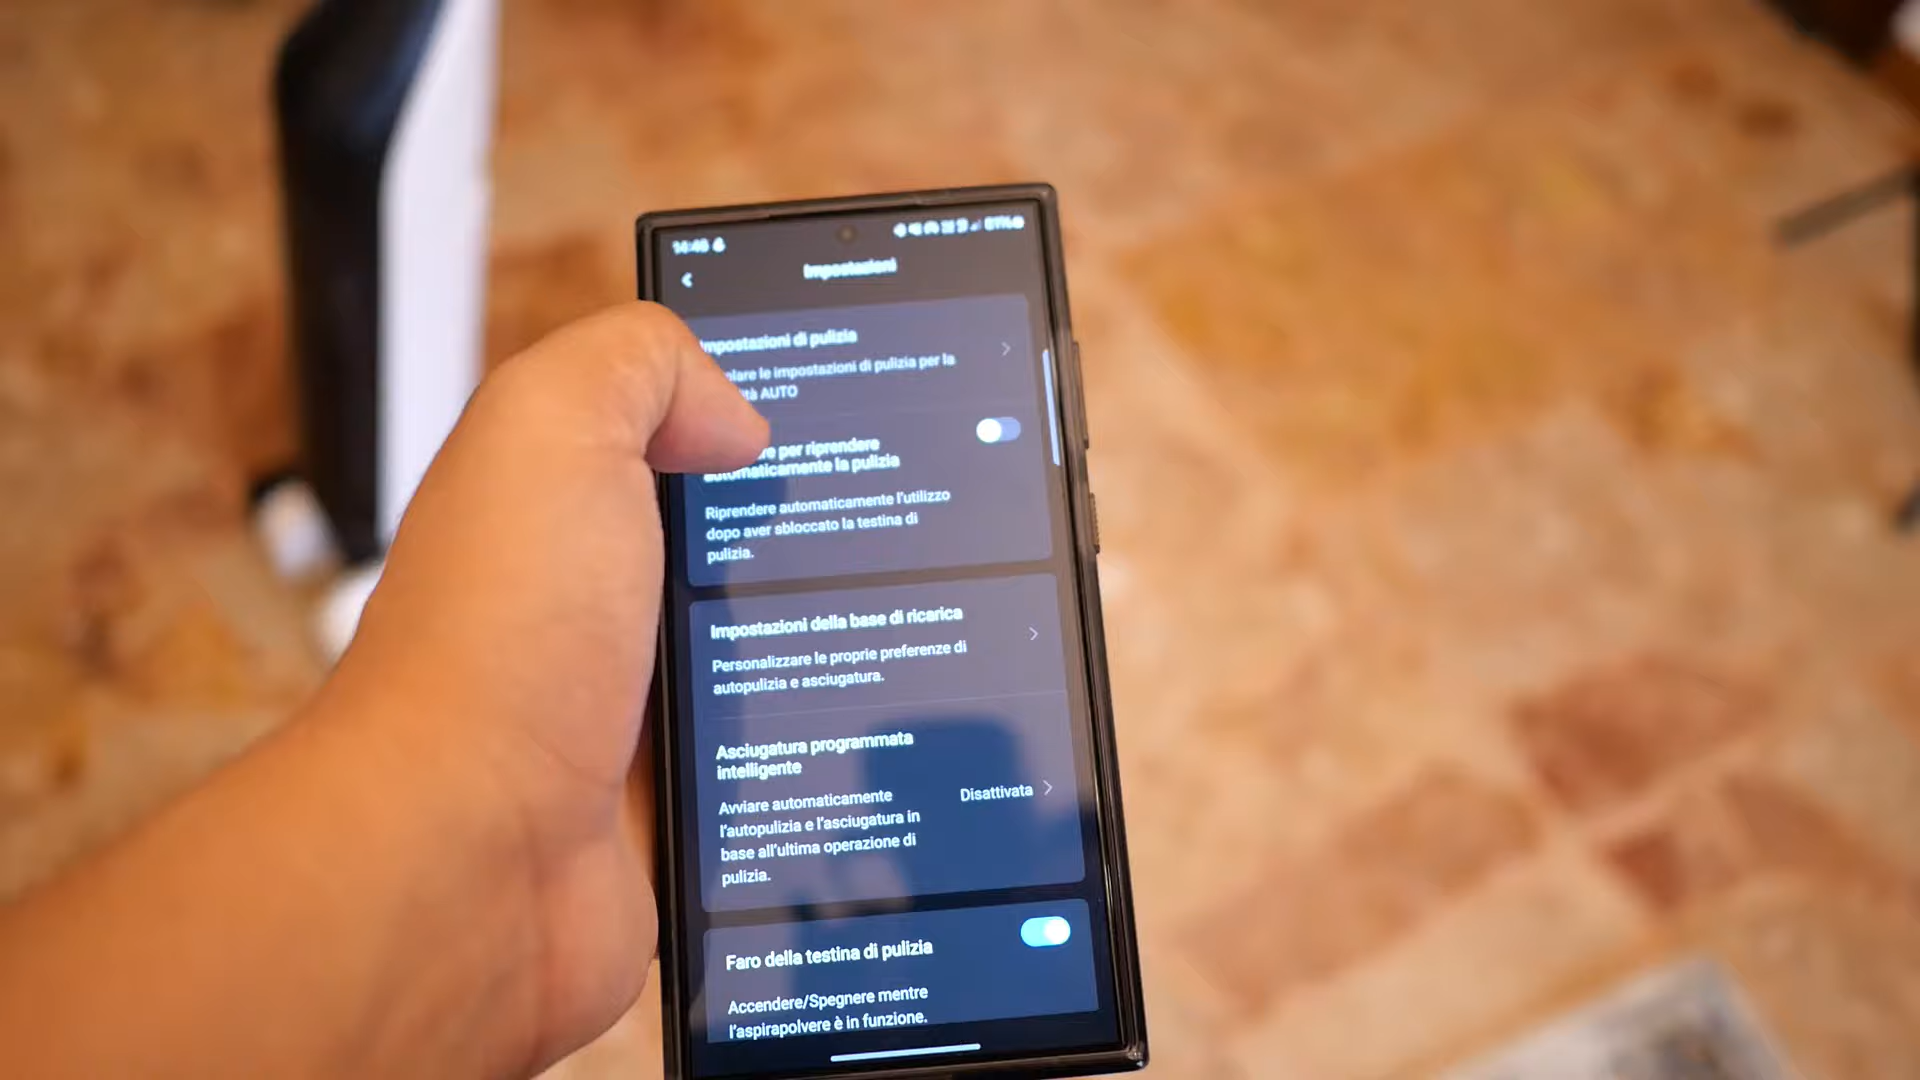 Impostazioni
Impostazioni di pulizia
le impostazioni di pulizia per la
AUTO
per riprendere
automaticamente la pulizia
Riprendere automaticamente l'utilizzo
dopo aver sbloccato la testina di
pulizia.
Impostazioni della base di ricarica
Personalizzare le proprie preferenze di
autopulizia e asciugatura.
Asciugatura programmata
intelligente
Avviare automaticamente
l'autopulizia e l'asciugatura in
base all'ultima operazione di
pulizia.
Disattivata
Faro della testina di pulizia
Accendere/Spegnere mentre
l'aspirapolvere è in funzione.